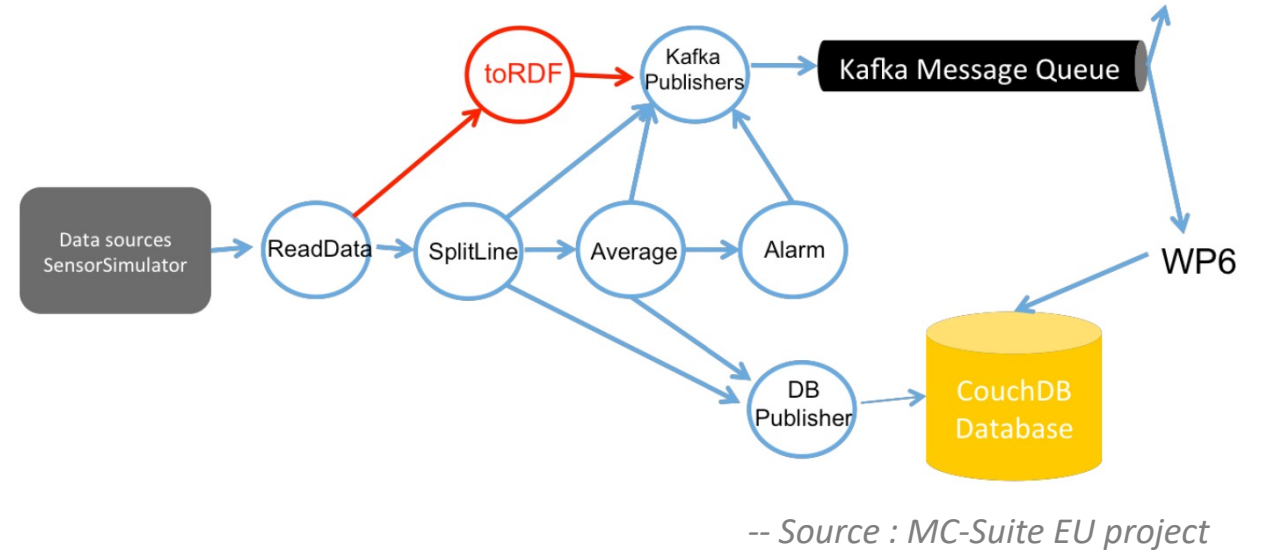 toRDF
Kafka
Publishers
Kafka Message Queue
Data sources
SensorSimulator
ReadData
SplitLine
Average
Alarm
WP6
DB
Publisher
CouchDB
Database
-- Source : MC-Suite EU project